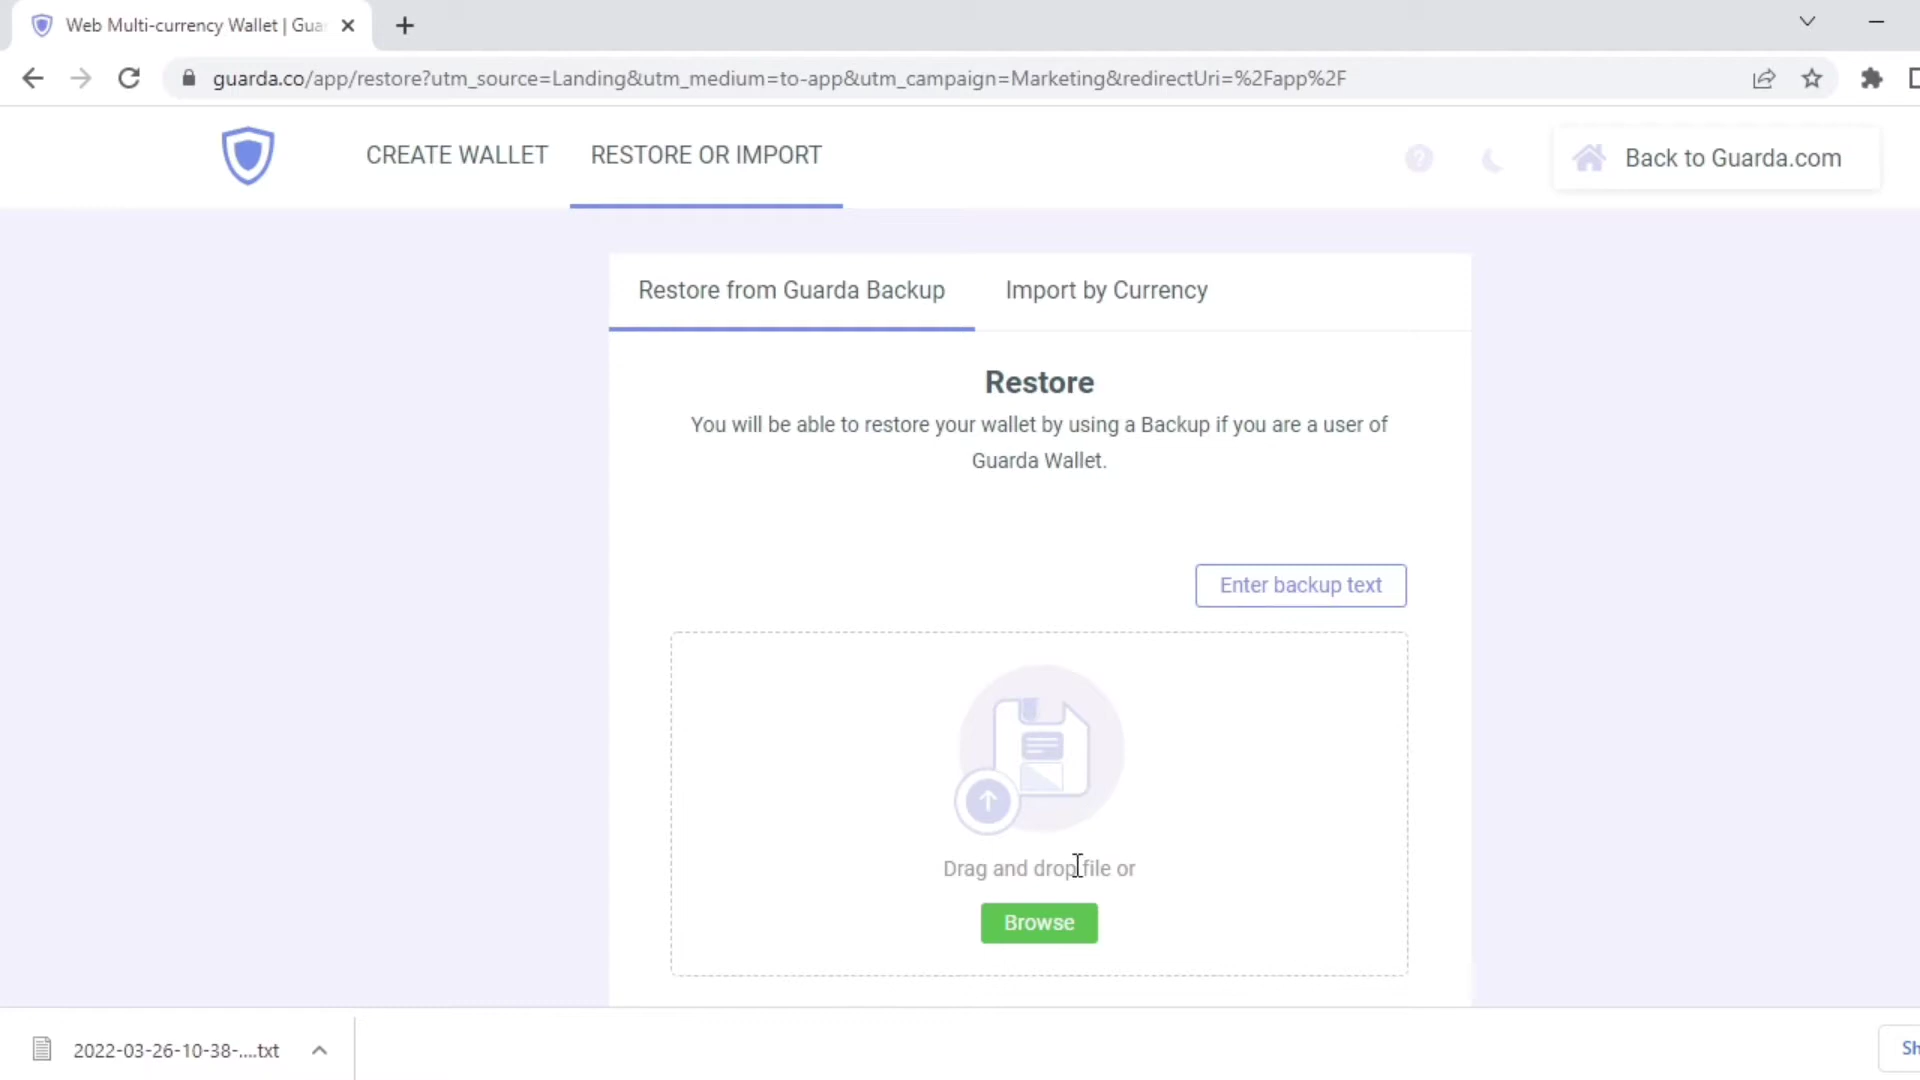 Web Multi-currency Wallet | Gua
guarda.co/app/restore?utm_source=Landing&utm_medium=to-app&utm_campaign=Marketing&redirectUri=%2Fapp%2F
CREATE WALLET
RESTORE OR IMPORT
?
Back to Guarda.com
Restore from Guarda Backup
Import by Currency
Restore
You will be able to restore your wallet by using a Backup if you are a user of
Guarda Wallet.
Enter backup text
Drag and drop file or
Browse
2022-03-26-10-38-....txt
Sh